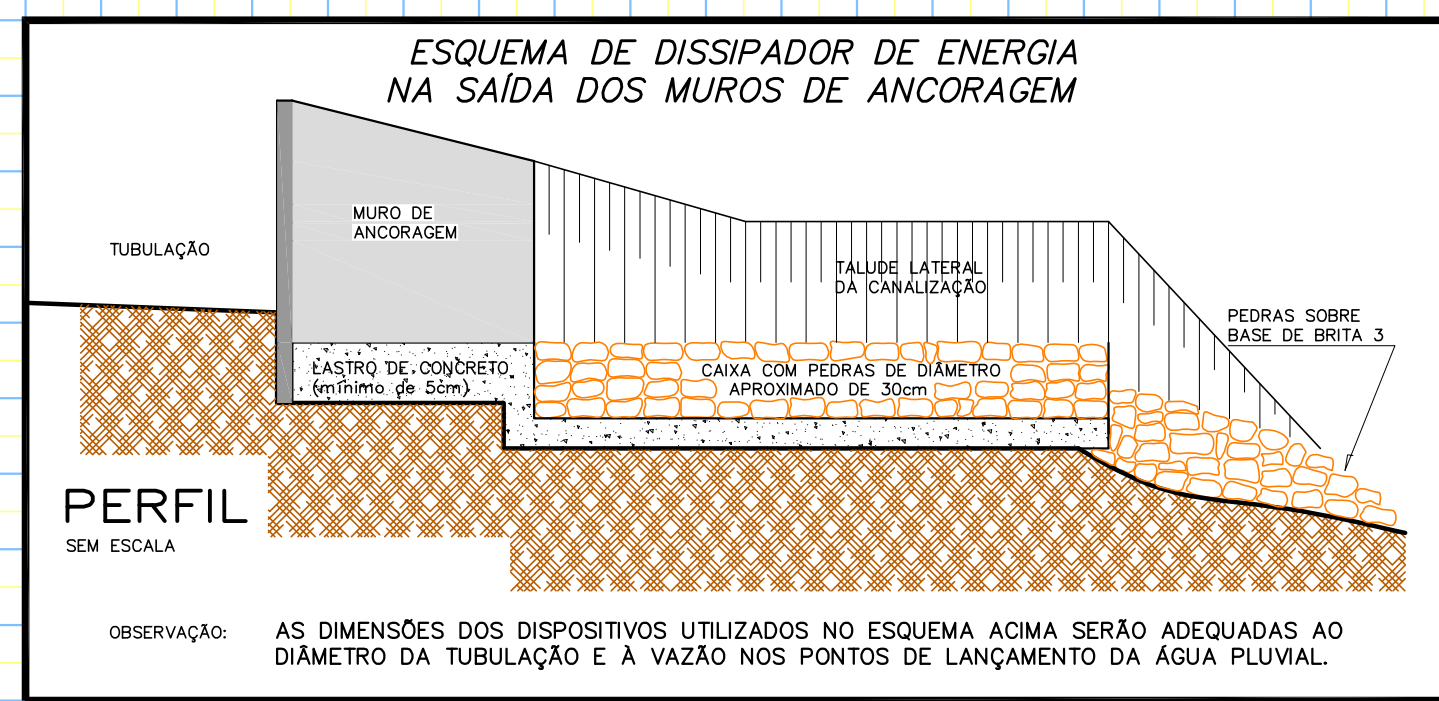 ESQUEMA DE DISSIPADOR DE ENERGIA
NA SAÍDA DOS MUROS DE ANCORAGEM
MURO DE
ANCORAGEM
TUBULAÇÃO
TALUDE LATERAL
DA CANALIZAÇÃO
PEDRAS SOBRE
BASE DE BRITA 3
LASTRO DE CONCRETO
(mínimo de 5cm)
CAIXA COM PEDRAS DE DIÂMETRO
APROXIMADO DE 30cm
PERFIL
SEM ESCALA
OBSERVAÇÃO:
AS DIMENSÕES DOS DISPOSITIVOS UTILIZADOS NO ESQUEMA ACIMA SERÃO ADEQUADAS AO
DIÂMETRO DA TUBULAÇÃO E À VAZÃO NOS PONTOS DE LANÇAMENTO DA ÁGUA PLUVIAL.